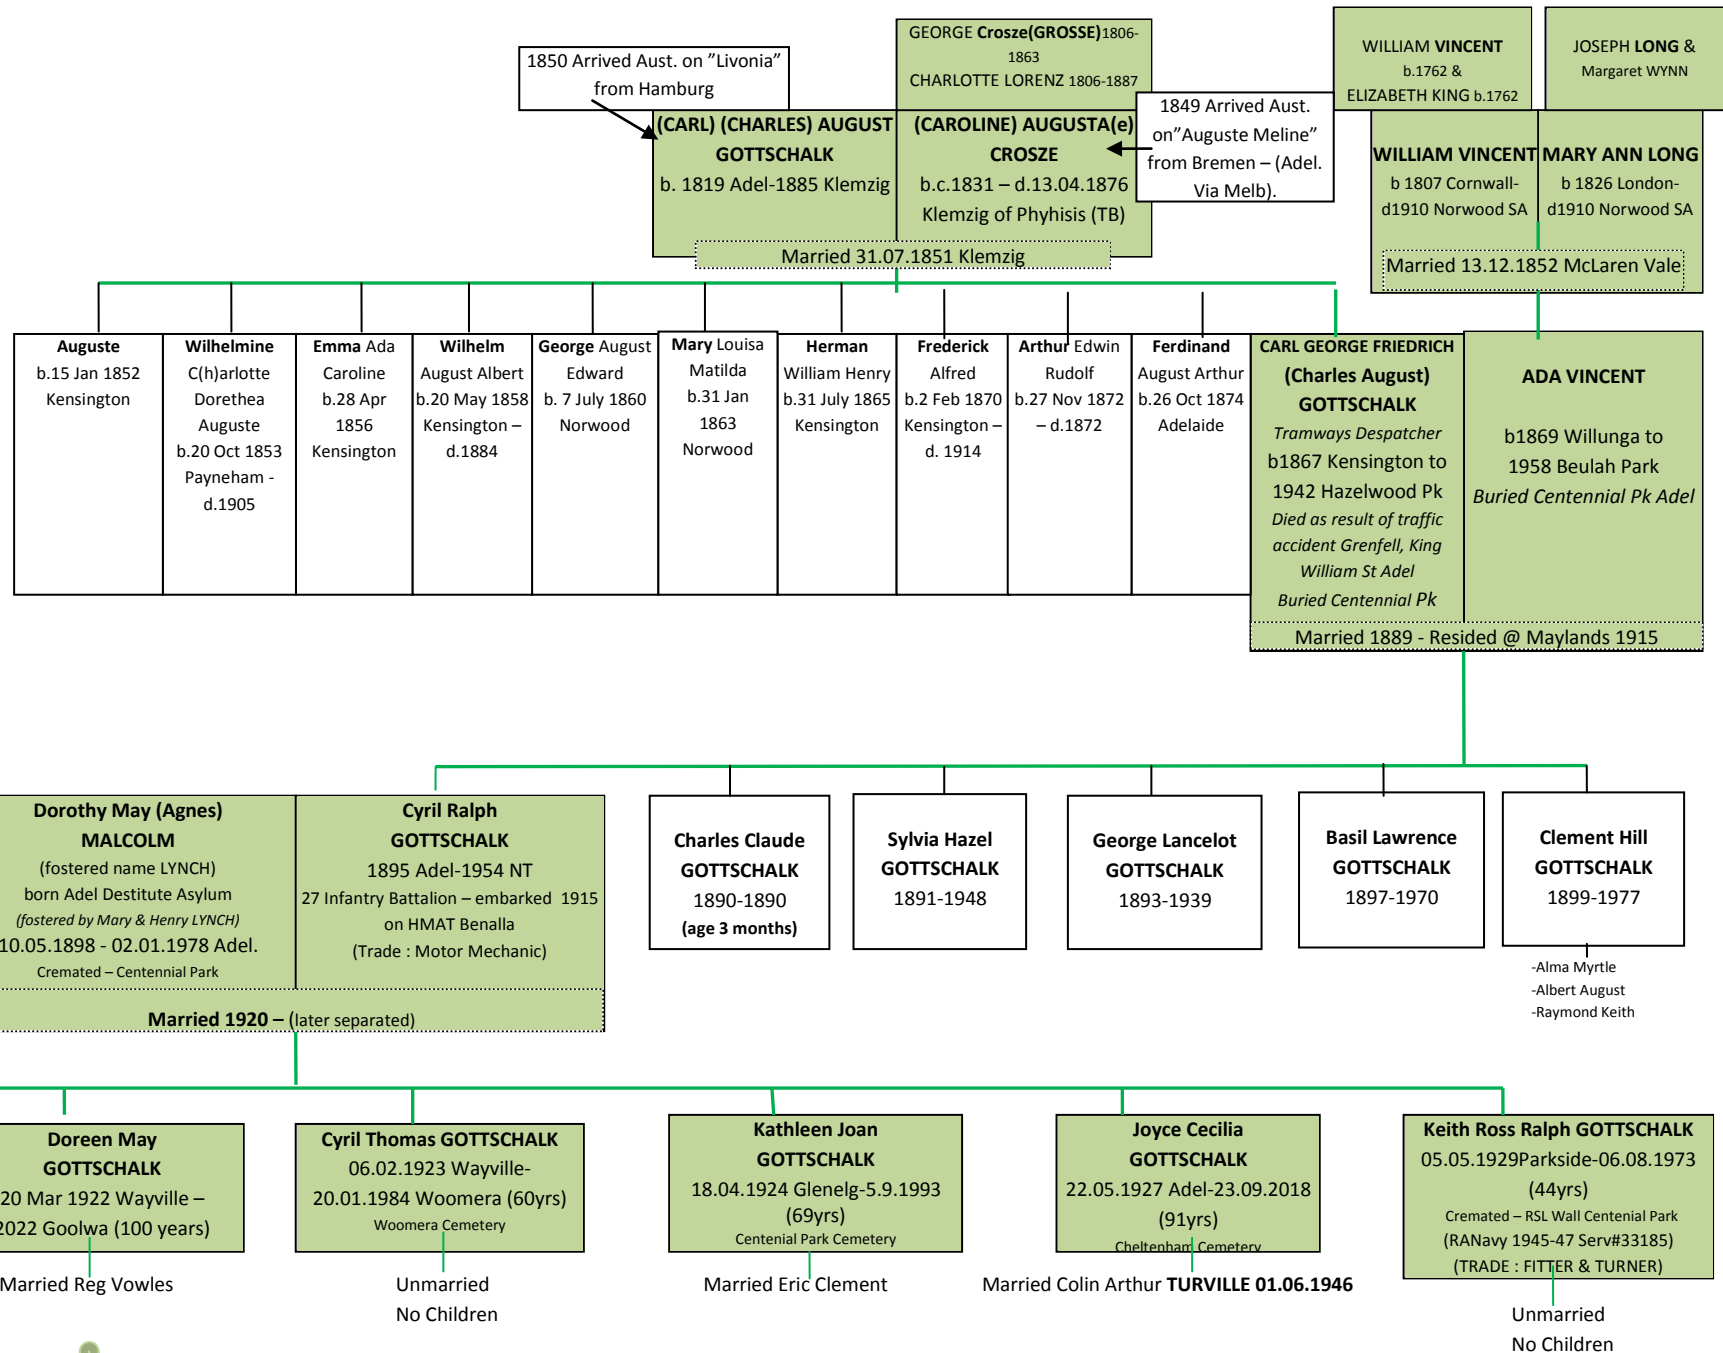 GEORGE Crosze(GROSSE)1806-
1863
CHARLOTTE LORENZ 1806-1887
WILLIAM VINCENT
b.1762 &
ELIZABETH KING b.1762
JOSEPH LONG &
Margaret WYNN
1850 Arrived Aust. on ”Livonia”
from Hamburg
(CARL) (CHARLES) AUGUST
GOTTSCHALK
b. 1819 Adel-1885 Klemzig
(CAROLINE) AUGUSTA(e)
CROSZE
b.c.1831 – d.13.04.1876
Klemzig of Phyhisis (TB)
1849 Arrived Aust.
on”Auguste Meline”
from Bremen – (Adel.
Via Melb).
WILLIAM VINCENT
b 1807 Cornwall-
d1910 Norwood SA
MARY ANN LONG
b 1826 London-
d1910 Norwood SA
Married 31.07.1851 Klemzig
Married 13.12.1852 McLaren Vale
Auguste
b.15 Jan 1852
Kensington
Wilhelmine
C(h)arlotte
Dorethea
Auguste
b.20 Oct 1853
Payneham -
d.1905
Emma Ada
Caroline
b.28 Apr
1856
Kensington
Wilhelm
August Albert
b.20 May 1858
Kensington –
d.1884
George August
Edward
b. 7 July 1860
Norwood
Mary Louisa
Matilda
b.31 Jan
1863
Norwood
Herman
William Henry
b.31 July 1865
Kensington
Frederick
Alfred
b.2 Feb 1870
Kensington –
d. 1914
Arthur Edwin
Rudolf
b.27 Nov 1872
– d.1872
Ferdinand
August Arthur
b.26 Oct 1874
Adelaide
CARL GEORGE FRIEDRICH
(Charles August)
GOTTSCHALK
Tramways Despatcher
b1867 Kensington to
1942 Hazelwood Pk
Died as result of traffic
accident Grenfell, King
William St Adel
Buried Centennial Pk
ADA VINCENT
b1869 Willunga to
1958 Beulah Park
Buried Centennial Pk Adel
Married 1889 - Resided @ Maylands 1915
Dorothy May (Agnes)
MALCOLM
(fostered name LYNCH)
born Adel Destitute Asylum
(fostered by Mary & Henry LYNCH)
10.05.1898 - 02.01.1978 Adel.
Cremated – Centennial Park
Cyril Ralph
GOTTSCHALK
1895 Adel-1954 NT
27 Infantry Battalion – embarked 1915
on HMAT Benalla
(Trade : Motor Mechanic)
Married 1920 – (later separated)
Charles Claude
GOTTSCHALK
1890-1890
(age 3 months)
Sylvia Hazel
GOTTSCHALK
1891-1948
George Lancelot
GOTTSCHALK
1893-1939
Basil Lawrence
GOTTSCHALK
1897-1970
Clement Hill
GOTTSCHALK
1899-1977
-Alma Myrtle
-Albert August
-Raymond Keith
Doreen May
GOTTSCHALK
20 Mar 1922 Wayville –
2022 Goolwa (100 years)
Married Reg Vowles
Cyril Thomas GOTTSCHALK
06.02.1923 Wayville-
20.01.1984 Woomera (60yrs)
Woomera Cemetery
Unmarried
No Children
Kathleen Joan
GOTTSCHALK
18.04.1924 Glenelg-5.9.1993
(69yrs)
Centenial Park Cemetery
Married Eric Clement
Joyce Cecilia
GOTTSCHALK
22.05.1927 Adel-23.09.2018
(91yrs)
Cheltenham Cemetery
Married Colin Arthur TURVILLE 01.06.1946
Keith Ross Ralph GOTTSCHALK
05.05.1929Parkside-06.08.1973
(44yrs)
Cremated – RSL Wall Centenial Park
(RANavy 1945-47 Serv#33185)
(TRADE : FITTER & TURNER)
Unmarried
No Children